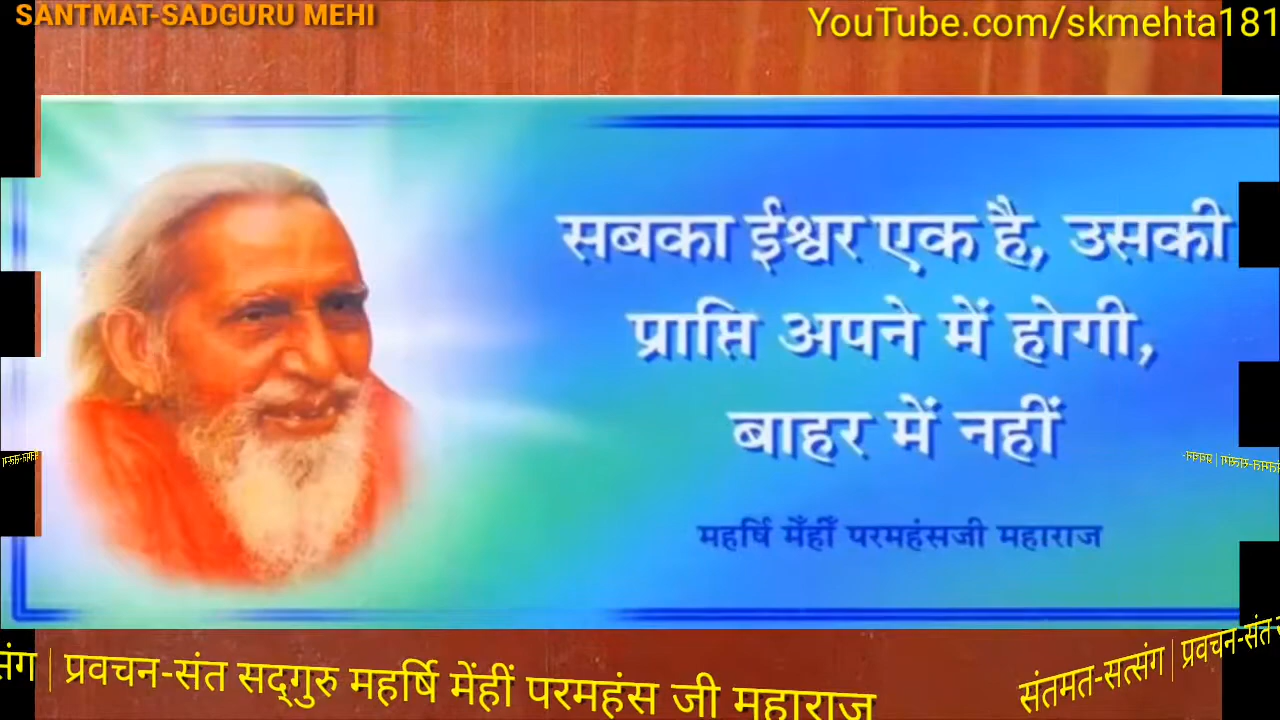 SANTMAT-SADGURU MEHI
YouTube.com/skmehta181
सबका ईश्वर एक है, उसकी
प्राप्ति अपने में होगी,
बाहर में नहीं
महर्षि मेँहीँ परमहंसजी महाराज
प्रवचन-संत सद्‌गुरु महर्षि मेंहीं परमहंस जी महाराज
संतमत-सत्संग | प्रवचन-संत